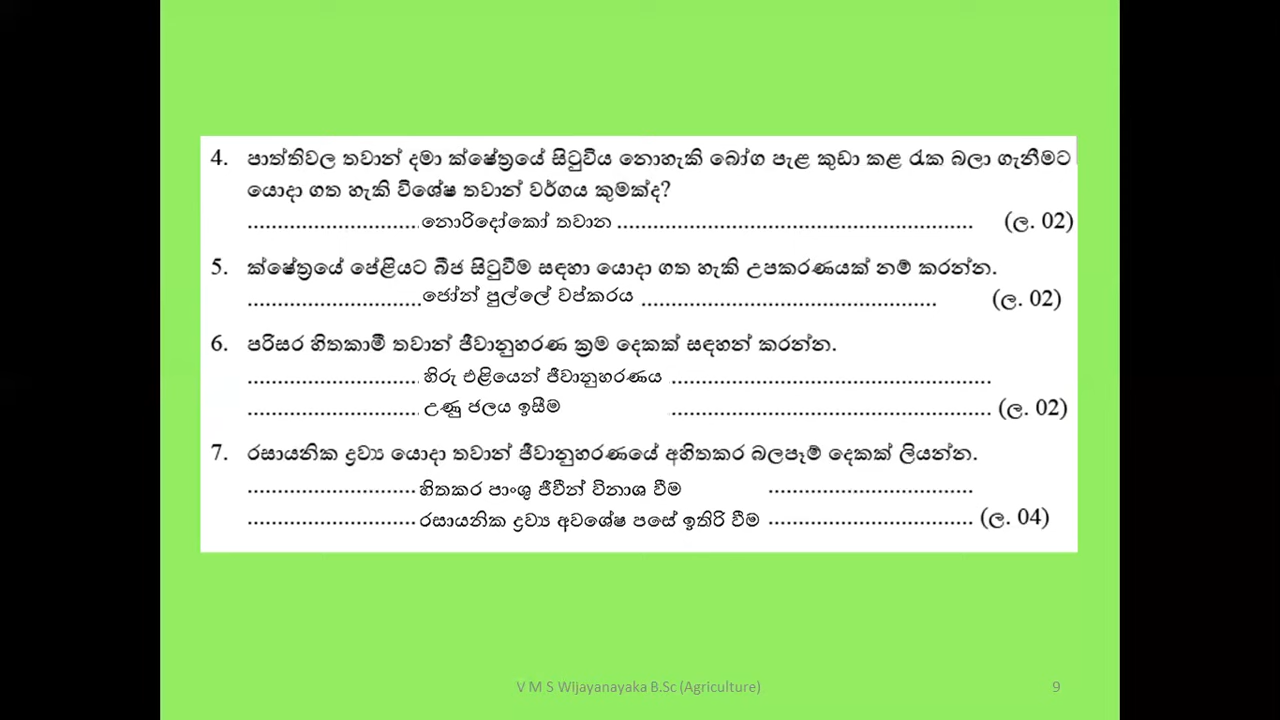 4. පාත්තිවල තවාන් දමා ක්ෂේත්‍රයේ සිටුවිය නොහැකි බෝග පැළ කුඩා කළ රැක බලා ගැනීමට
යොදා ගත හැකි විශේෂ තවාන් වර්ගය කුමක්ද?
............................නොරිදෝකෝ තවාන ........................................................... (ල. 02)
5. ක්ෂේත්‍රයේ පේළියට බීජ සිටුවීම සඳහා යොදා ගත හැකි උපකරණයක් නම් කරන්න.
.............................ජෝන් පුල්ලේ වප්කරය ................................................. (ල. 02)
6. පරිසර හිතකාමී තවාන් ජීවානුහරණ ක්‍රම දෙකක් සඳහන් කරන්න.
............................ හිරු එළියෙන් ජීවානුහරණය .....................................................
............................ උණු ජලය ඉසීම ..................................................... (ල. 02)
7. රසායනික ද්‍රව්‍ය යොදා තවාන් ජීවානුහරණයේ අහිතකර බලපෑම් දෙකක් ලියන්න.
............................ හිතකර පාංශු ජීවීන් විනාශ වීම ..................................
............................ රසායනික ද්‍රව්‍ය අවශේෂ පසේ ඉතිරි වීම .................................. (ල. 04)
V M S Wijayanayaka B.Sc (Agriculture) 9